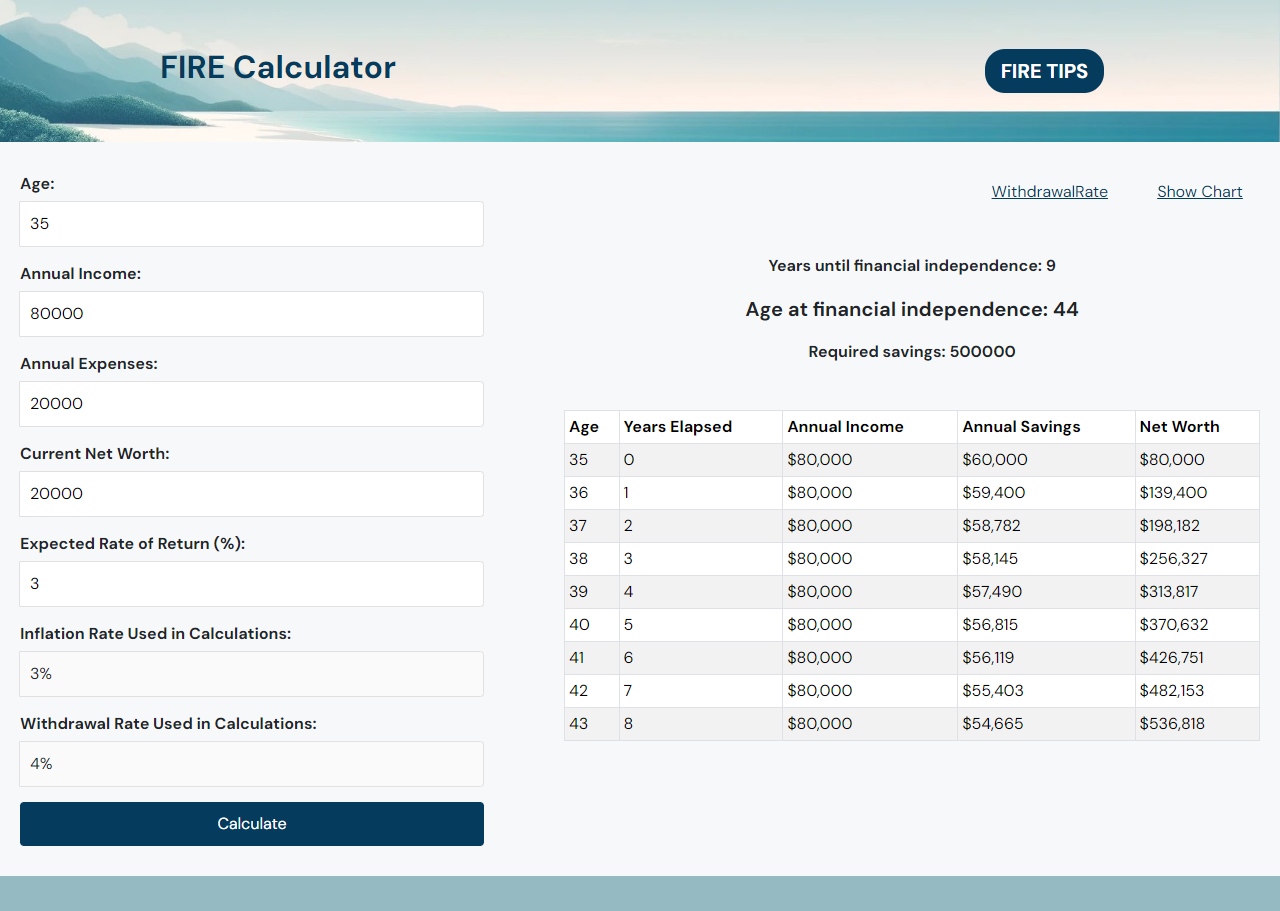 FIRE Calculator
FIRE TIPS
Age:
35
Annual Income:
80000
Annual Expenses:
20000
Current Net Worth:
20000
Expected Rate of Return (%):
3
Inflation Rate Used in Calculations:
3%
Withdrawal Rate Used in Calculations:
4%
Calculate
WithdrawalRate Show Chart
Years until financial independence: 9
Age at financial independence: 44
Required savings: 500000
Age Years Elapsed Annual Income Annual Savings Net Worth
35 0 $80,000 $60,000 $80,000
36 1 $80,000 $59,400 $139,400
37 2 $80,000 $58,782 $198,182
38 3 $80,000 $58,145 $256,327
39 4 $80,000 $57,490 $313,817
40 5 $80,000 $56,815 $370,632
41 6 $80,000 $56,119 $426,751
42 7 $80,000 $55,403 $482,153
43 8 $80,000 $54,665 $536,818